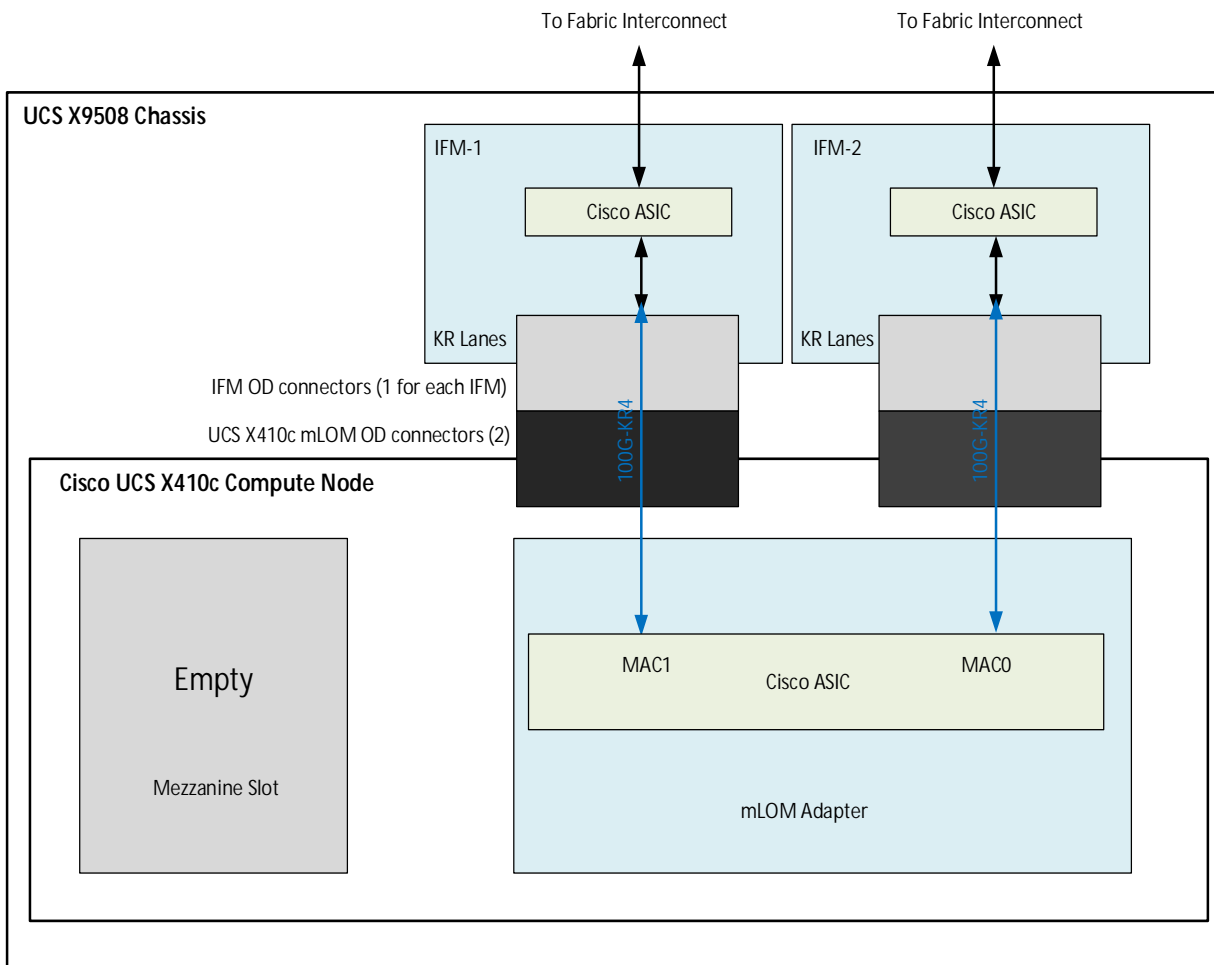 To Fabric Interconnect
To Fabric Interconnect
UCS X9508 Chassis
IFM-1
IFM-2
Cisco ASIC
Cisco ASIC
KR Lanes
KR Lanes
IFM OD connectors (1 for each IFM)
UCS X410c mLOM OD connectors (2)
100G-KR4
100G-KR4
Cisco UCS X410c Compute Node
MAC1
MAC0
Cisco ASIC
Empty
Mezzanine Slot
mLOM Adapter